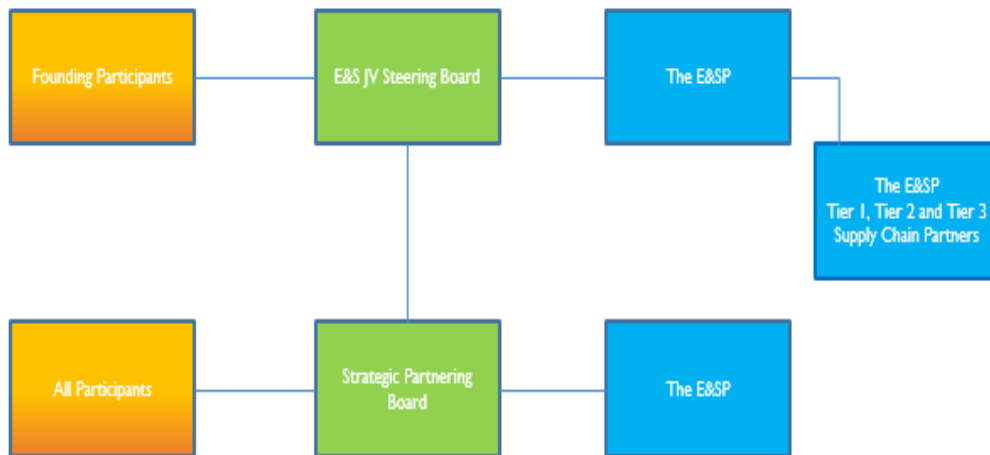 Founding Participants
E&S JV Steering Board
The E&SP
The E&SP
Tier 1, Tier 2 and Tier 3
Supply Chain Partners
All Participants
Strategic Partnering
Board
The E&SP